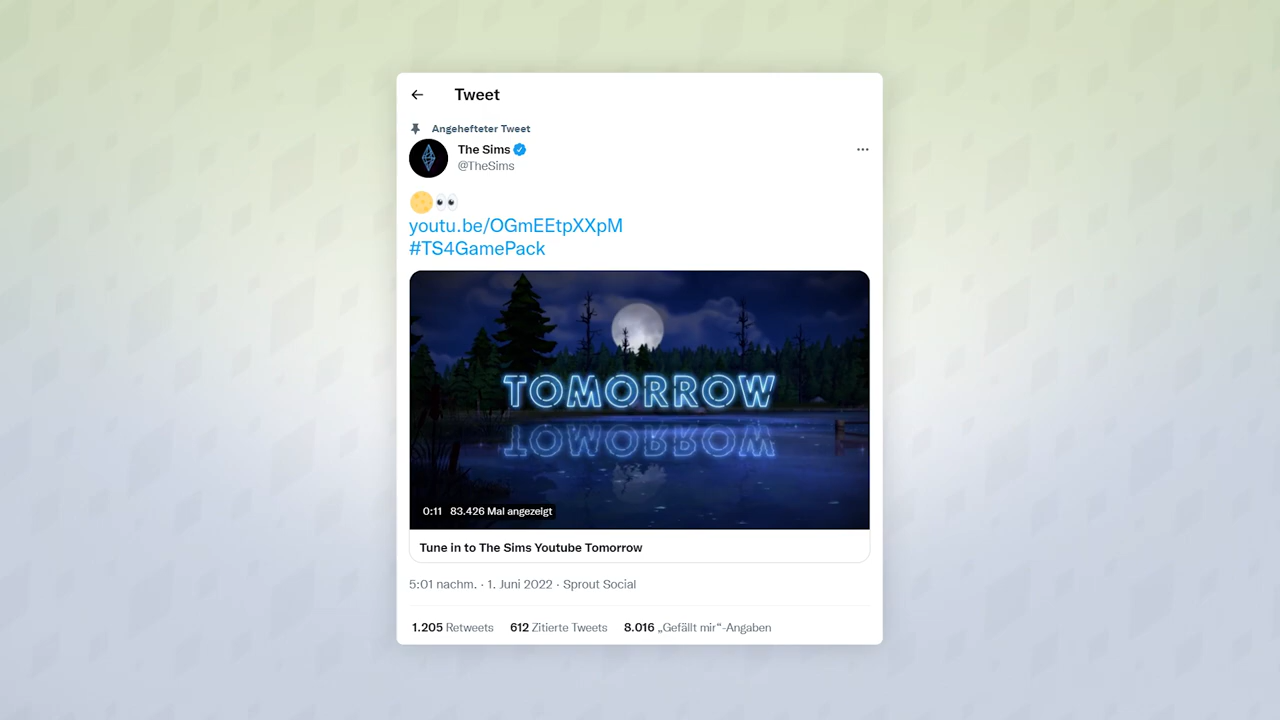 Tweet
Angehefteter Tweet
The Sims
@TheSims
youtu.be/OGmEEtpXXpM
#TS4GamePack
TOMORROW
0:11 83.426 Mal angezeigt
Tune in to The Sims Youtube Tomorrow
5:01 nachm. · 1. Juni 2022 · Sprout Social
1.205 Retweets 612 Zitierte Tweets 8.016 „Gefällt mir“-Angaben